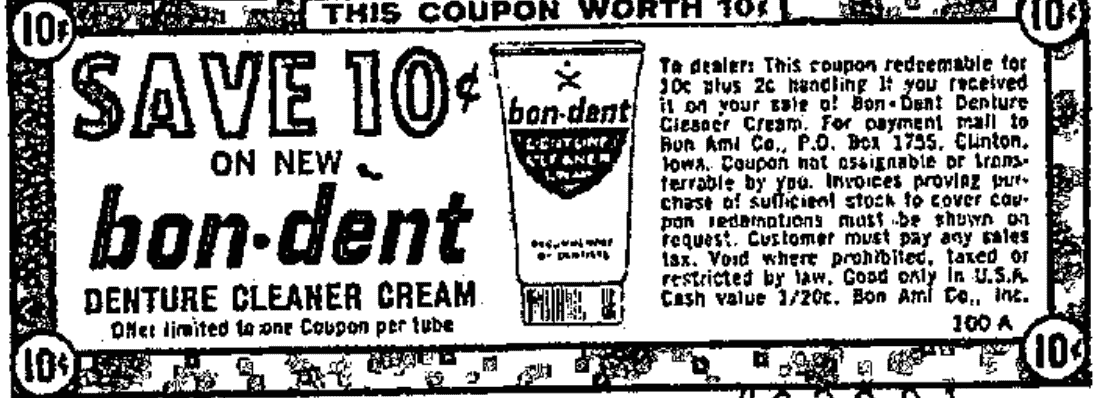 THIS COUPON WORTH 10¢
10¢
10¢
SAVE 10¢
ON NEW
bon-dent
DENTURE CLEANER CREAM
Offer limited to one Coupon per tube
bon-dent
DENTURE
CLEANER
CREAM
To dealer: This coupon redeemable for
10c plus 2c handling if you received
it on your sale of Bon-Dent Denture
Cleaner Cream. For payment mail to
Bon Ami Co., P.O. Box 1755, Clinton,
Iowa. Coupon not assignable or trans-
ferrable by you. Invoices proving pur-
chase of sufficient stock to cover cou-
pon redemptions must be shown on
request. Customer must pay any sales
tax. Void where prohibited, taxed or
restricted by law. Good only in U.S.A.
Cash value 1/20c. Bon Ami Co., Inc.
100 A
10¢
10¢